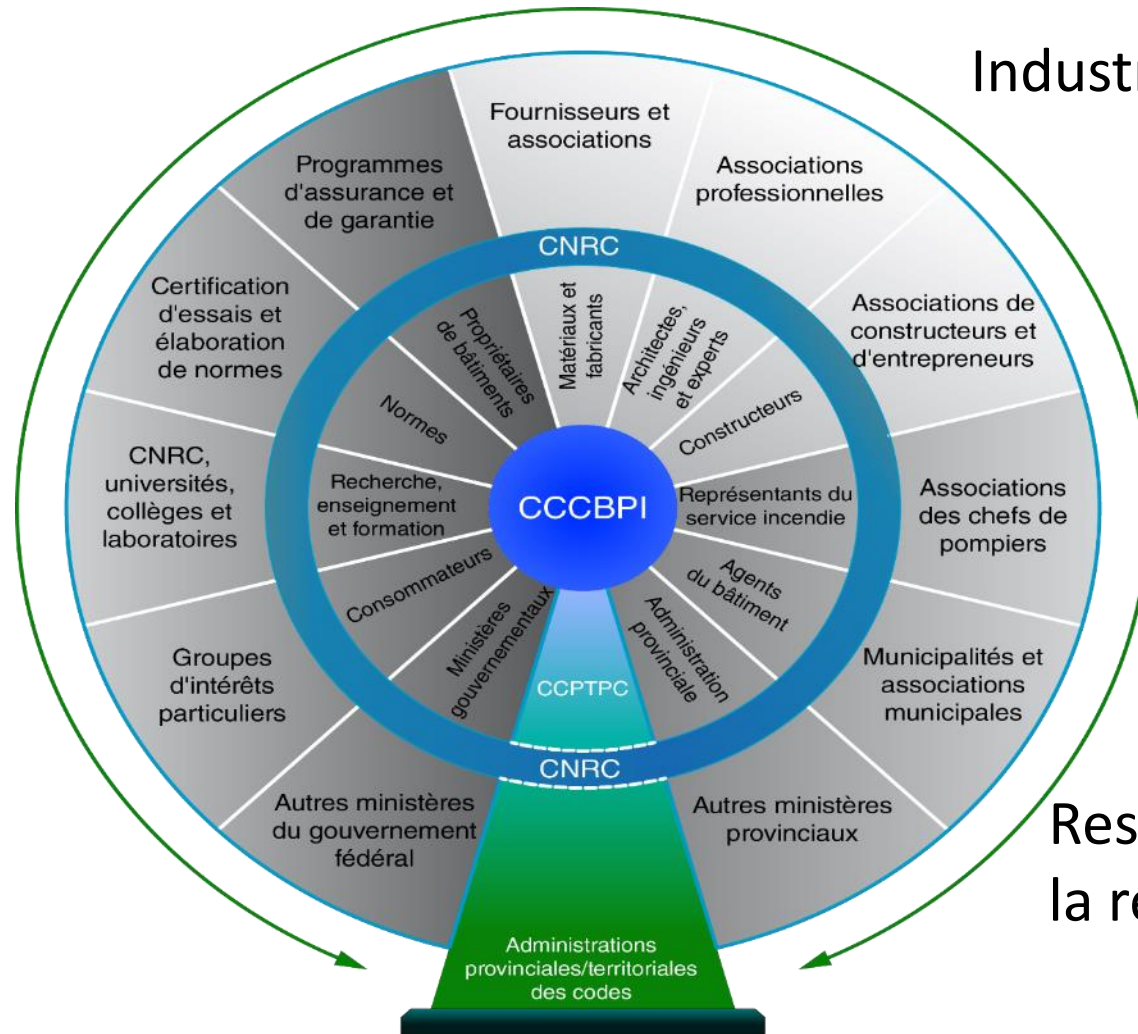 Fournisseurs et
associations
Associations
professionnelles
Associations de
constructeurs et
d'entrepreneurs
Associations
des chefs de
pompiers
Municipalités et
associations
municipales
Autres ministères
provinciaux
Administrations
provinciales/territoriales
des codes
Autres ministères
du gouvernement
fédéral
Groupes
d'intérêts
particuliers
CNRC,
universités,
collèges et
laboratoires
Certification
d'essais et
élaboration
de normes
Programmes
d'assurance et
de garantie
CNRC
Matériaux et
fabricants
Architectes,
ingénieurs
et experts
Constructeurs
Représentants du
service incendie
Agents
du bâtiment
Administration
provinciale
CCPTPC
CNRC
Ministères
gouvernementaux
Consommateurs
Recherche,
enseignement
et formation
Normes
Propriétaires
de bâtiments
CCCBPI
la